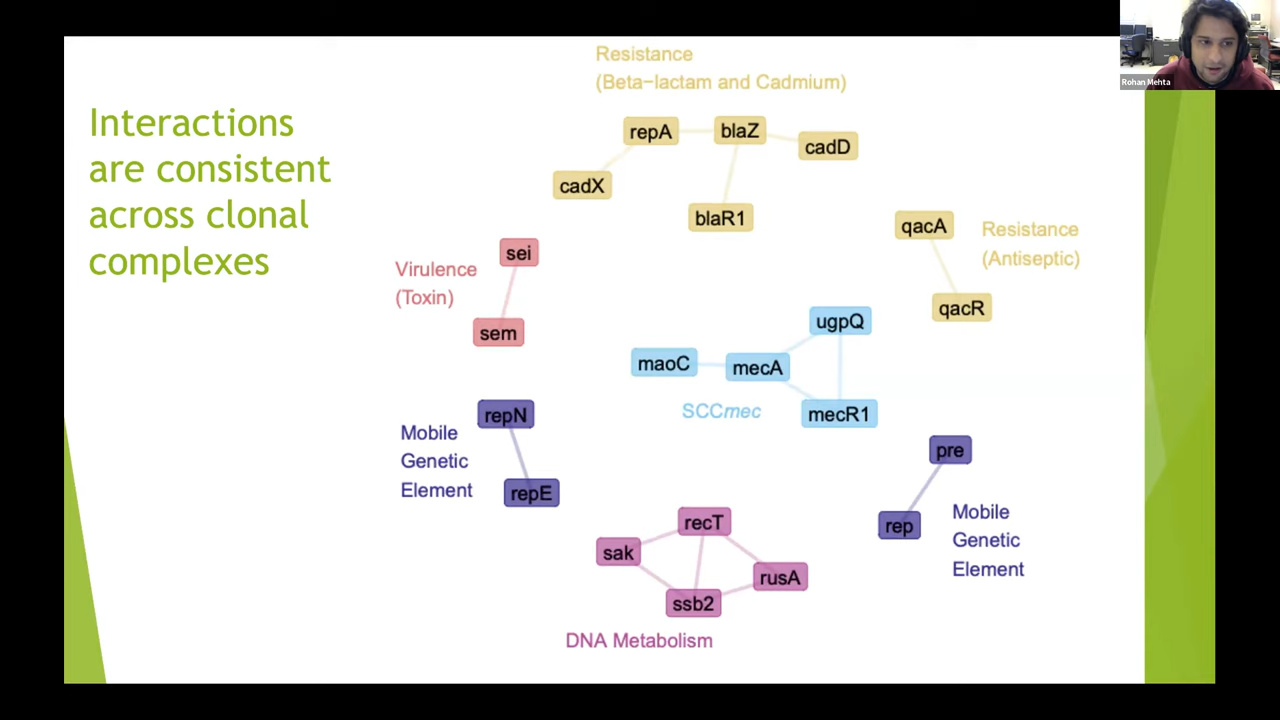 Interactions
are consistent
across clonal
complexes
Resistance
(Beta−lactam and Cadmium)
repA
blaZ
cadD
cadX
blaR1
qacA
qacR
Resistance
(Antiseptic)
sei
sem
Virulence
(Toxin)
ugpQ
maoC
mecA
mecR1
SCCmec
repN
repE
Mobile
Genetic
Element
pre
rep
Mobile
Genetic
Element
recT
sak
rusA
ssb2
DNA Metabolism
Rohan Mehta